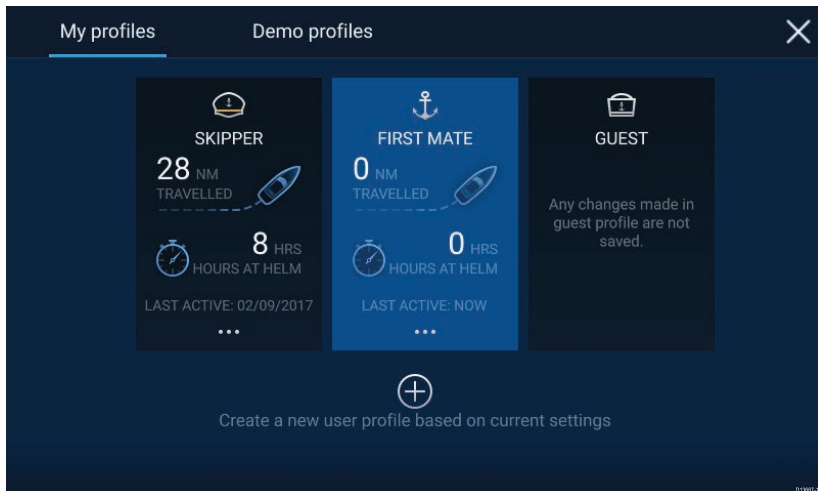 My profiles
Demo profiles
SKIPPER
28 NM
TRAVELLED
8 HRS
HOURS AT HELM
LAST ACTIVE: 02/09/2017
FIRST MATE
0 NM
TRAVELLED
0 HRS
HOURS AT HELM
LAST ACTIVE: NOW
GUEST
Any changes made in
guest profile are not
saved.
Create a new user profile based on current settings